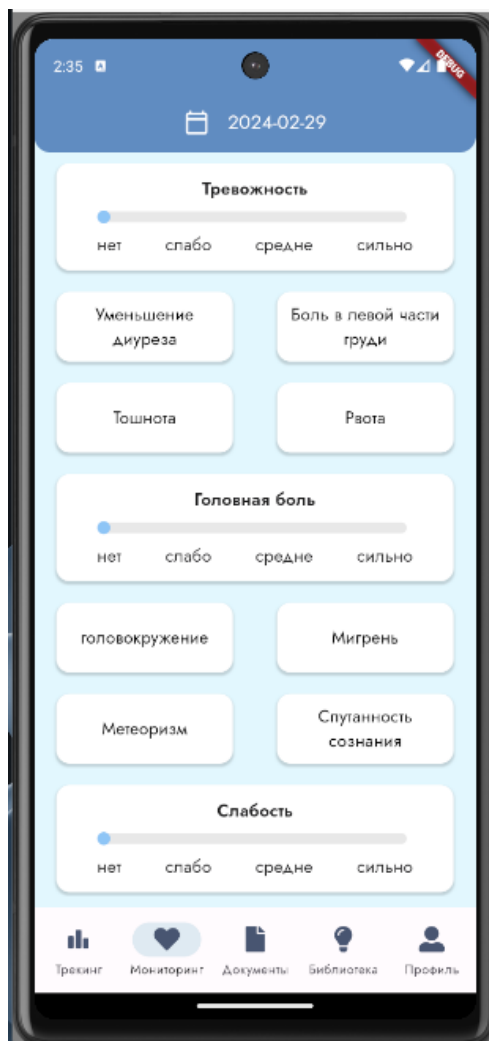 2:35 A
DEBUG
2024-02-29
Тревожность
нет слабо средне сильно
Уменьшение
диуреза
Боль в левой части
груди
Тошнота
Рвота
Головная боль
нет слабо средне сильно
головокружение
Мигрень
Метеоризм
Спутанность
сознания
Слабость
нет слабо средне сильно
Трекинг Мониторинг Документы Библиотека Профиль